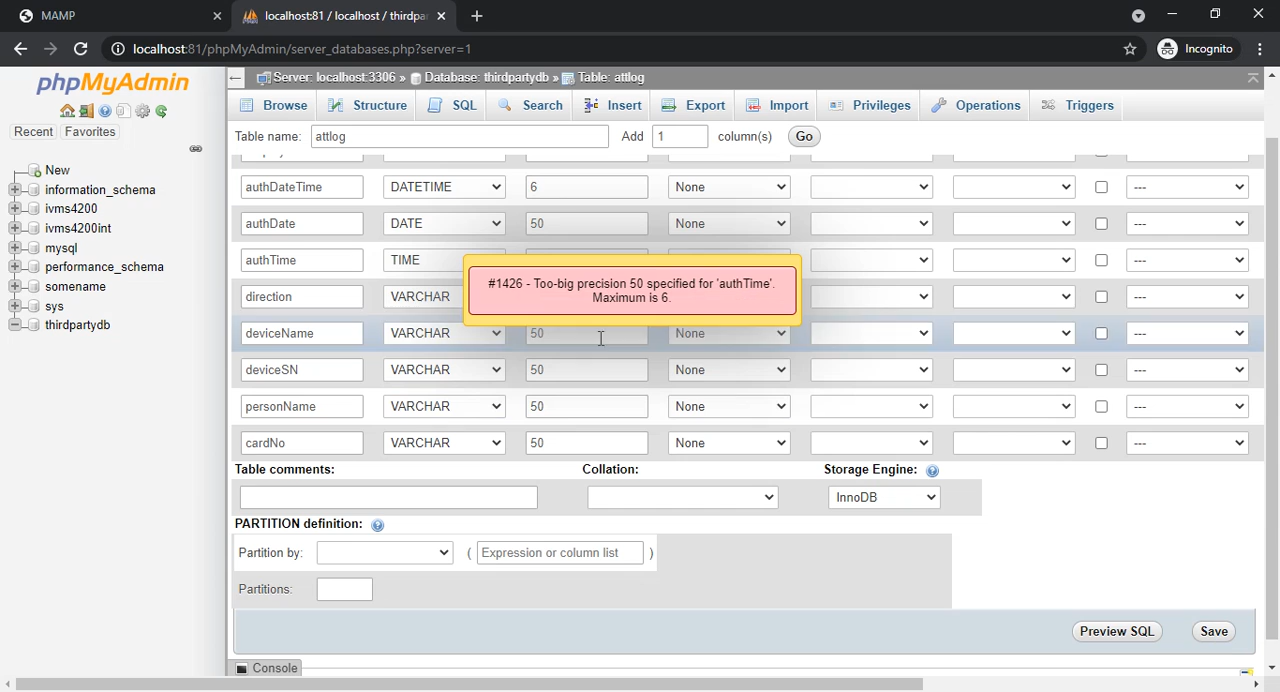 MAMP
localhost:81 / localhost / thirdpar
localhost:81/phpMyAdmin/server_databases.php?server=1
Incognito
phpMyAdmin
Recent Favorites
New
information_schema
ivms4200
ivms4200int
mysql
performance_schema
somename
sys
thirdpartydb
Server: localhost:3306 » Database: thirdpartydb » Table: attlog
Browse Structure SQL Search Insert Export Import Privileges Operations Triggers
Table name: attlog Add 1 column(s) Go
authDateTime DATETIME 6 None ---
authDate DATE 50 None ---
authTime TIME ---
#1426 - Too-big precision 50 specified for 'authTime'.
Maximum is 6.
direction VARCHAR ---
deviceName VARCHAR 50 None ---
deviceSN VARCHAR 50 None ---
personName VARCHAR 50 None ---
cardNo VARCHAR 50 None ---
Table comments: Collation: Storage Engine:
InnoDB
PARTITION definition:
Partition by: ( Expression or column list )
Partitions:
Preview SQL Save
Console